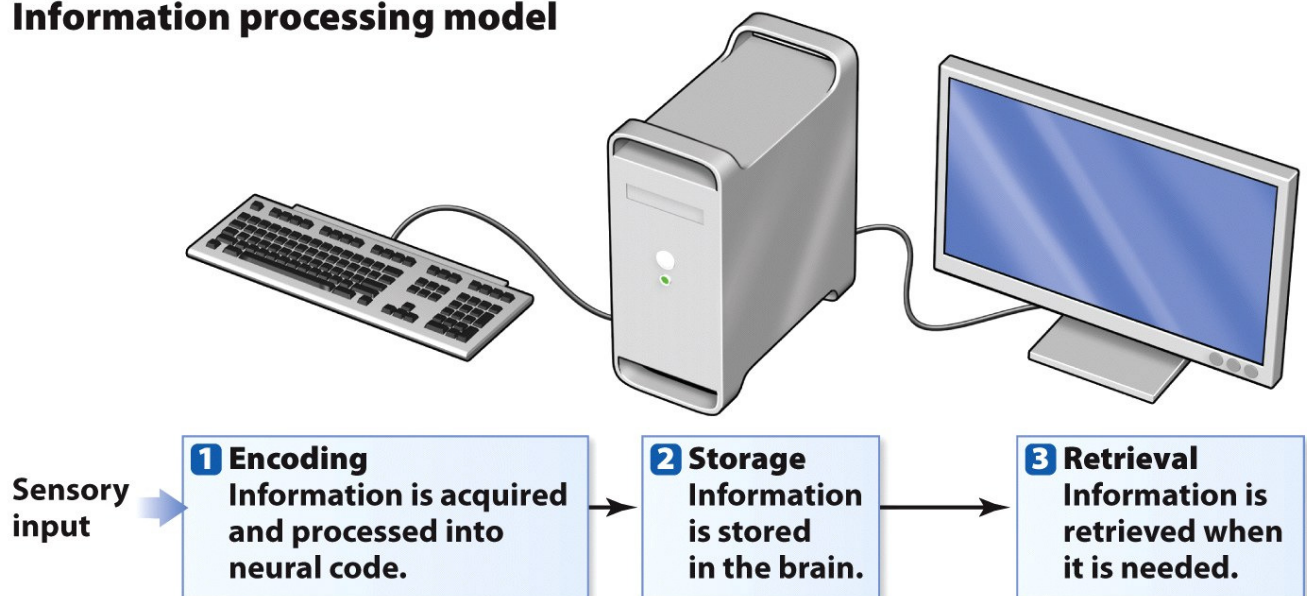 Information processing model
Sensory
input
1 Encoding
Information is acquired
and processed into
neural code.
2 Storage
Information
is stored
in the brain.
3 Retrieval
Information is
retrieved when
it is needed.